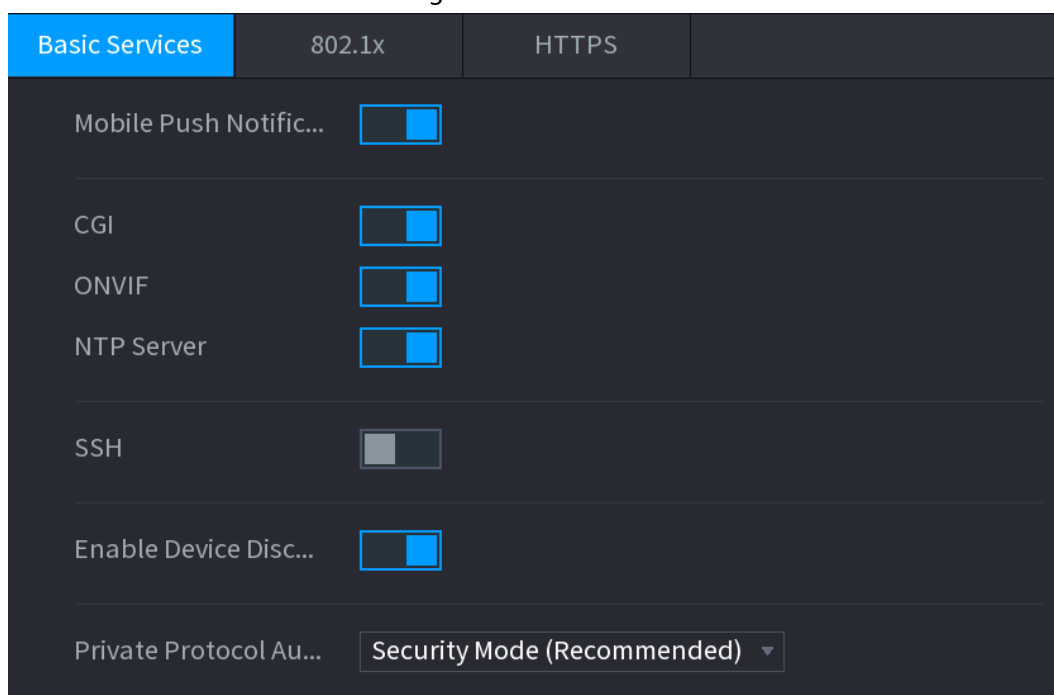 Basic Services 802.1x HTTPS
Mobile Push Notific...
CGI
ONVIF
NTP Server
SSH
Enable Device Disc...
Private Protocol Au... Security Mode (Recommended)